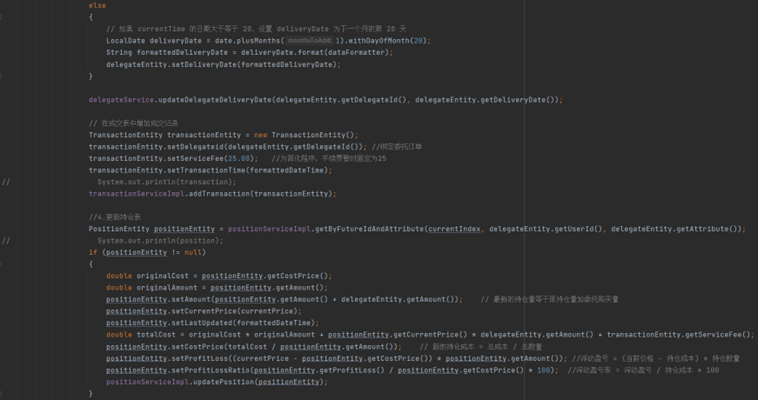 else
{
// 如果 currentTime 的日期大于等于 20, 设置 deliveryDate 为下一个月的第 20 天
LocalDate deliveryDate = date.plusMonths( monthsToAdd: 1).withDayOfMonth(20);
String formattedDeliveryDate = deliveryDate.format(dataFormatter);
delegateEntity.setDeliveryDate(formattedDeliveryDate);
}
delegateService.updateDelegateDeliveryDate(delegateEntity.getDelegateId(), delegateEntity.getDeliveryDate());
// 在成交表中增加成交记录
TransactionEntity transactionEntity = new TransactionEntity();
transactionEntity.setDelegateid(delegateEntity.getDelegateId()); //绑定委托订单
transactionEntity.setServiceFee(25.00); //为简化程序, 手续费暂时固定为25
transactionEntity.setTransactionTime(formattedDateTime);
// System.out.println(transaction);
transactionServiceImpl.addTransaction(transactionEntity);
//4.更新持仓表
PositionEntity positionEntity = positionServiceImpl.getByFutureIdAndAttribute(currentIndex, delegateEntity.getUserId(), delegateEntity.getAttribute());
// System.out.println(position);
if (positionEntity != null)
{
double originalCost = positionEntity.getCostPrice();
double originalAmount = positionEntity.getAmount();
positionEntity.setAmount(positionEntity.getAmount() + delegateEntity.getAmount()); // 最新的持仓量等于原持仓量加委托购买量
positionEntity.setCurrentPrice(currentPrice);
positionEntity.setLastUpdated(formattedDateTime);
double totalCost = originalCost * originalAmount + positionEntity.getCurrentPrice() * delegateEntity.getAmount() + transactionEntity.getServiceFee();
positionEntity.setCostPrice(totalCost / positionEntity.getAmount()); // 新的持仓成本 = 总成本 / 总数量
positionEntity.setProfitLoss((currentPrice - positionEntity.getCostPrice()) * positionEntity.getAmount()); //浮动盈亏 = (当前价格 - 持仓成本) * 持仓数量
positionEntity.setProfitLossRatio(positionEntity.getProfitLoss() / positionEntity.getCostPrice() * 100); //浮动盈亏率 = 浮动盈亏 / 持仓成本 * 100
positionServiceImpl.updatePosition(positionEntity);
}